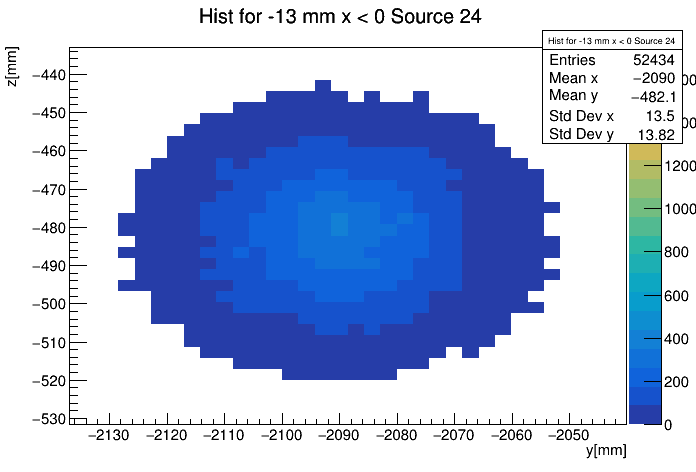 Hist for -13 mm x < 0 Source 24
z[mm]
Hist for -13 mm x < 0 Source 24
Entries 52434
Mean x −2090
Mean y −482.1
Std Dev x 13.5
Std Dev y 13.82
−440
−450
−460
−470
−480
−490
−500
−510
−520
−530
1200
1000
800
600
400
200
0
−2130 −2120 −2110 −2100 −2090 −2080 −2070 −2060 −2050
y[mm]